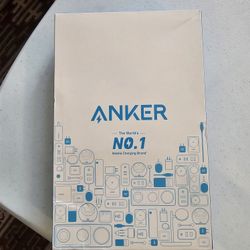 ANKER
The World's
NO.1
Mobile Charging Brand